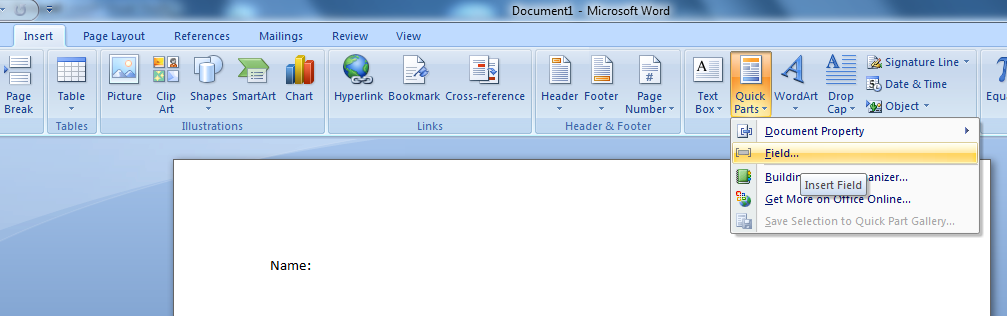 Document1 - Microsoft Word
Insert Page Layout References Mailings Review View
Page Break
Table
Picture
Clip Art
Shapes
SmartArt
Chart
Hyperlink
Bookmark
Cross-reference
Header
Footer
Page Number
Text Box
Quick Parts
WordArt
Drop Cap
Signature Line
Date & Time
Object
Tables
Illustrations
Links
Header & Footer
Document Property
Field...
Insert Field
Get More on Office Online...
Save Selection to Quick Part Gallery...
Name: